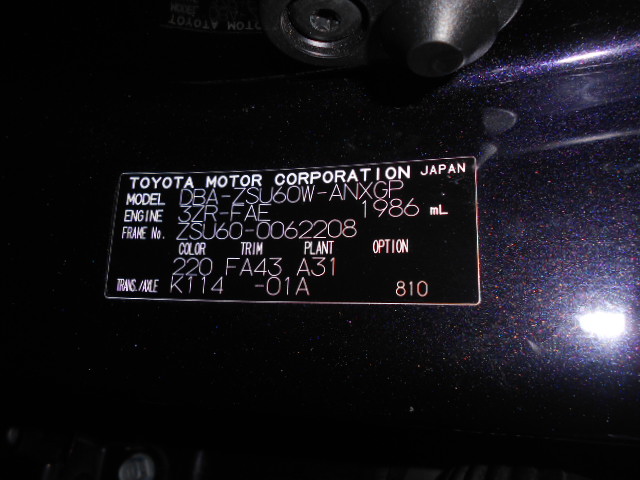 TOYOTA MOTOR CORPORATION JAPAN
MODEL DBA-ZSU60W-ANXGP
ENGINE 3ZR-FAE 1986 mL
FRAME No. ZSU60-0062208
COLOR TRIM PLANT OPTION
220 FA43 A31
TRANS./AXLE K114 -01A 810